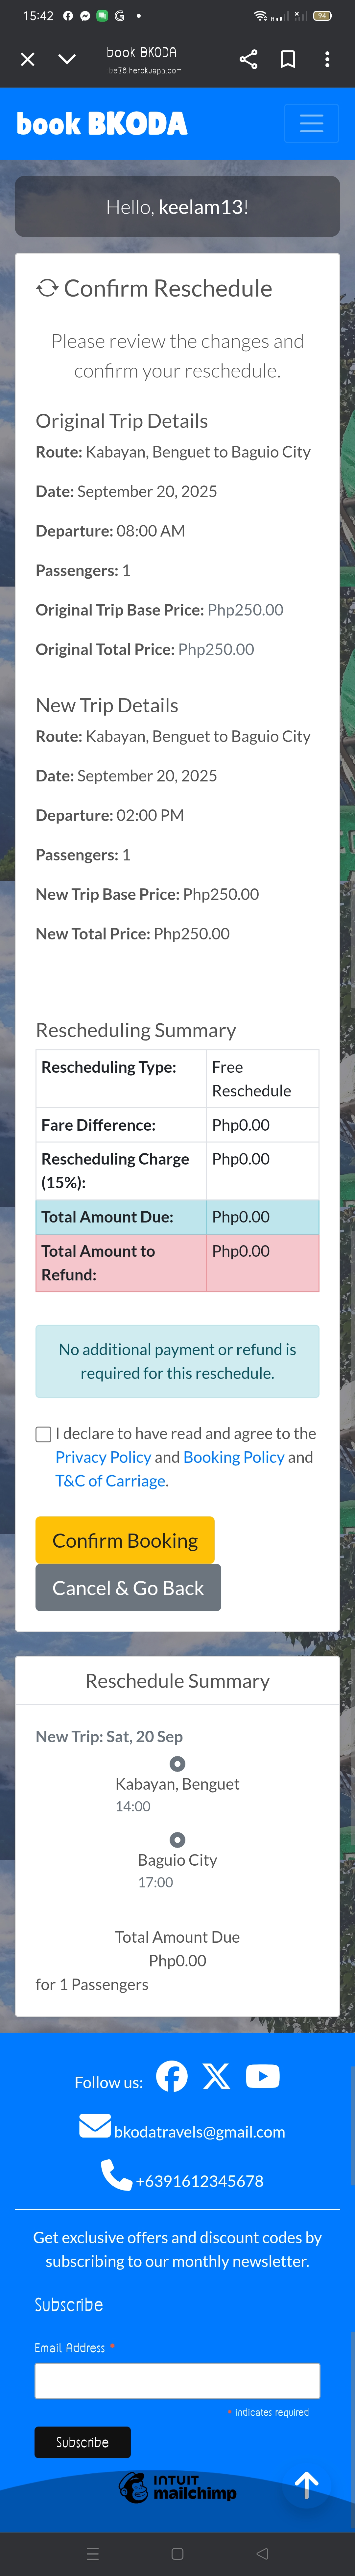 15:42
94
book BKODA
e76.herokuapp.com
book BKODA
Hello, keelam13!
Confirm Reschedule
Please review the changes and
confirm your reschedule.
Original Trip Details
Route: Kabayan, Benguet to Baguio City
Date: September 20, 2025
Departure: 08:00 AM
Passengers: 1
Original Trip Base Price: Php250.00
Original Total Price: Php250.00
New Trip Details
Route: Kabayan, Benguet to Baguio City
Date: September 20, 2025
Departure: 02:00 PM
Passengers: 1
New Trip Base Price: Php250.00
New Total Price: Php250.00
Rescheduling Summary
Rescheduling Type: Free
Reschedule
Fare Difference: Php0.00
Rescheduling Charge Php0.00
(15%):
Total Amount Due: Php0.00
Total Amount to Php0.00
Refund:
No additional payment or refund is
required for this reschedule.
I declare to have read and agree to the
Privacy Policy and Booking Policy and
T&C of Carriage.
Confirm Booking
Cancel & Go Back
Reschedule Summary
New Trip: Sat, 20 Sep
Kabayan, Benguet
14:00
Baguio City
17:00
Total Amount Due
Php0.00
for 1 Passengers
Follow us:
bkodatravels@gmail.com
+6391612345678
Get exclusive offers and discount codes by
subscribing to our monthly newsletter.
Subscribe
Email Address *
* indicates required
Subscribe
INTUIT
mailchimp